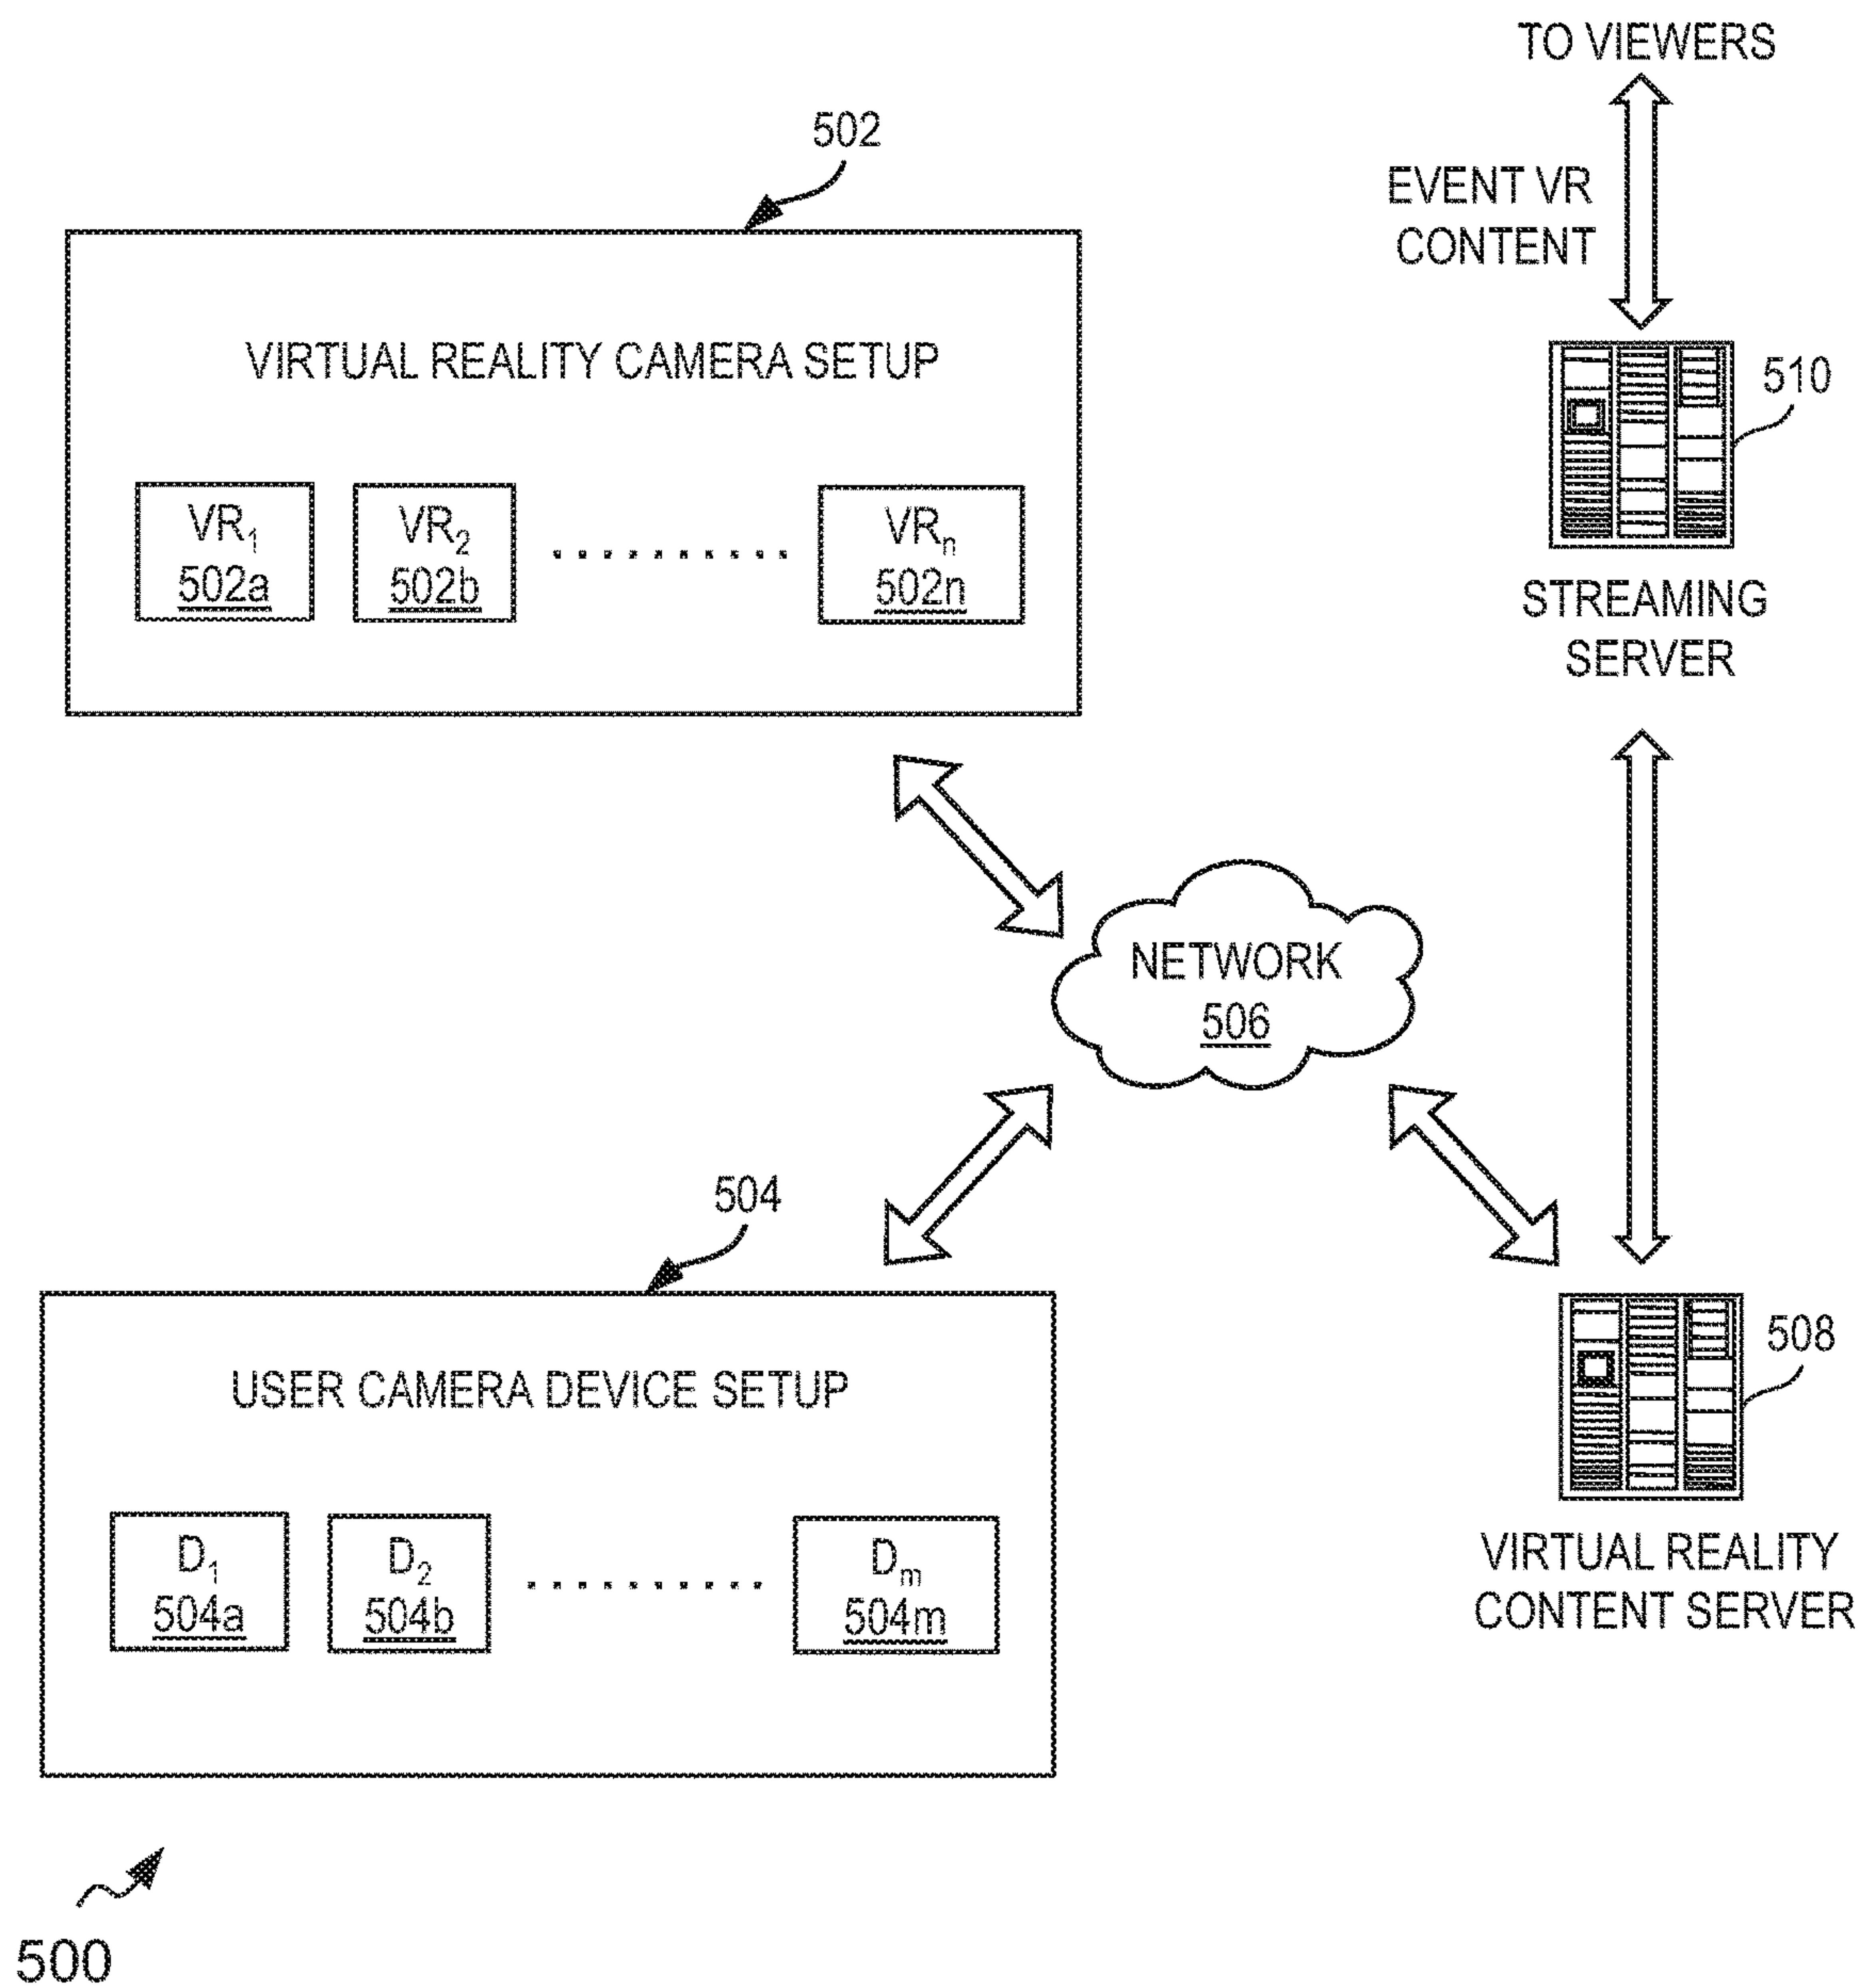 TO VIEWERS
502
EVENT VR
CONTENT
VIRTUAL REALITY CAMERA SETUP
510
VR1
502a
VR2
502b
VRn
502n
STREAMING
SERVER
NETWORK
506
504
508
USER CAMERA DEVICE SETUP
D1
504a
D2
504b
Dm
504m
VIRTUAL REALITY
CONTENT SERVER
500